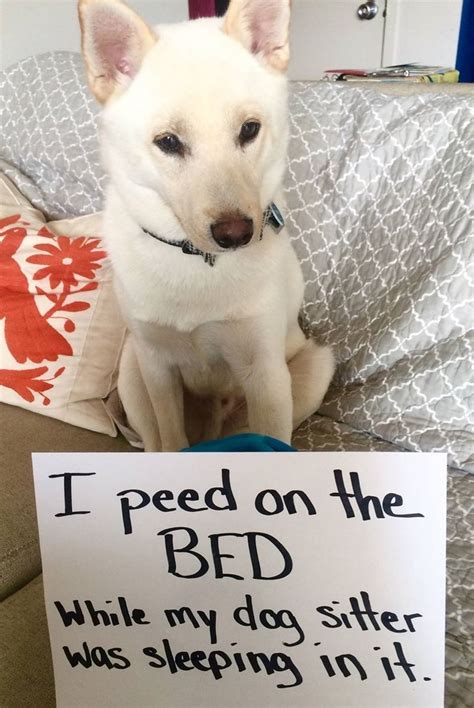 I peed on the
BED
While my dog sitter
was sleeping in it.